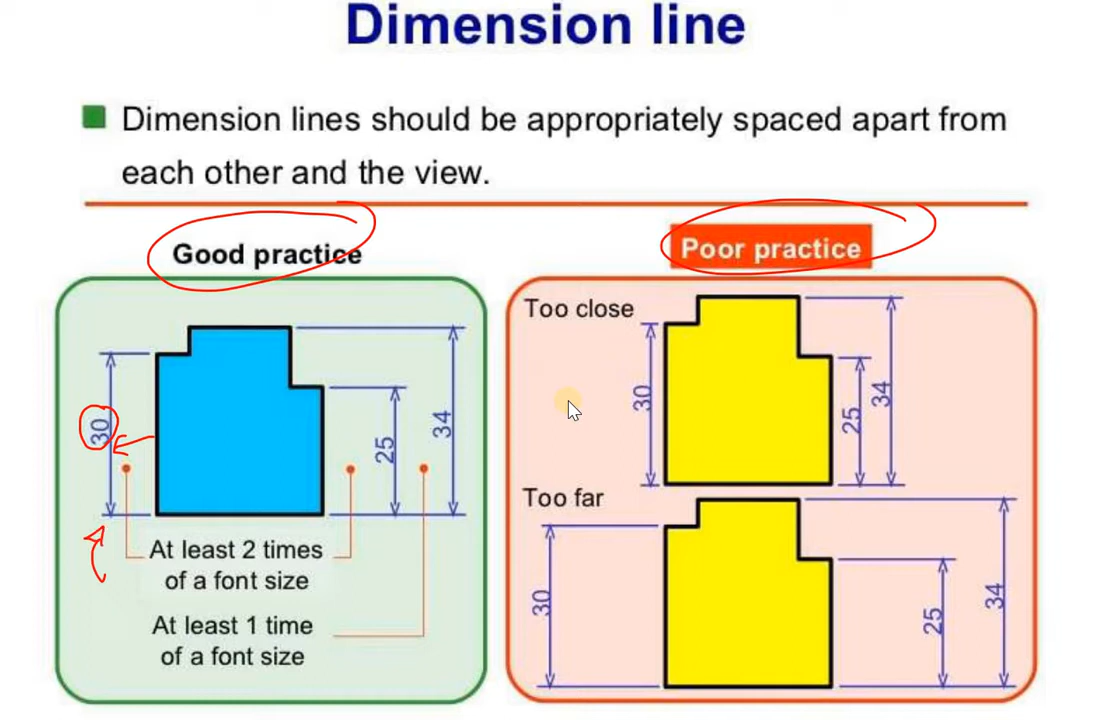 Dimension line
Dimension lines should be appropriately spaced apart from
each other and the view.
Good practice
30
25
34
At least 2 times
of a font size
At least 1 time
of a font size
Poor practice
Too close
30
25
34
Too far
30
25
34